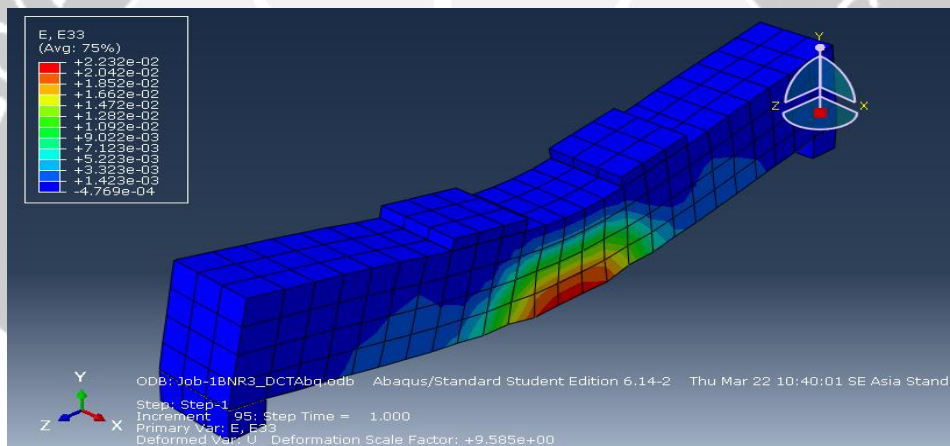 E, E33
(Avg: 75%)
+2.232e-02
+2.042e-02
+1.852e-02
+1.662e-02
+1.472e-02
+1.282e-02
+1.092e-02
+9.022e-03
+7.123e-03
+5.223e-03
+3.323e-03
+1.423e-03
-4.769e-04
Y
Z
X
ODB: Job-1BNR3_DCTAbq.odb Abaqus/Standard Student Edition 6.14-2 Thu Mar 22 10:40:01 SE Asia Stand
Y
Z
X
Step: Step-1
Increment 95: Step Time = 1.000
Primary Var: E, E33
Deformed Var: U Deformation Scale Factor: +9.585e+00